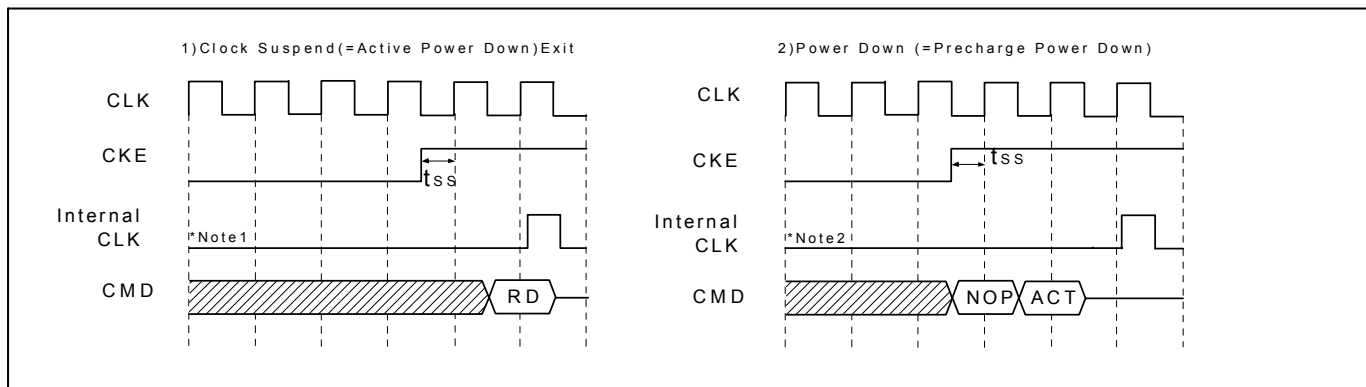 1)Clock Suspend(=Active Power Down)Exit
CLK
CKE
tss
Internal
CLK
*Note1
CMD
RD
2)Power Down (=Precharge Power Down)
CLK
CKE
tss
Internal
CLK
*Note2
CMD
NOP
ACT